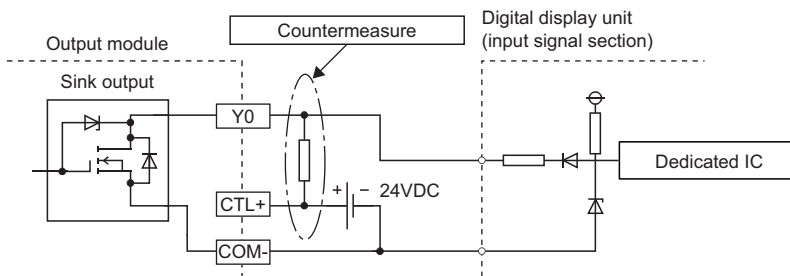 Countermeasure
Digital display unit
(input signal section)
Output module
Sink output
Y0
Dedicated IC
+ − 24VDC
CTL+
COM-